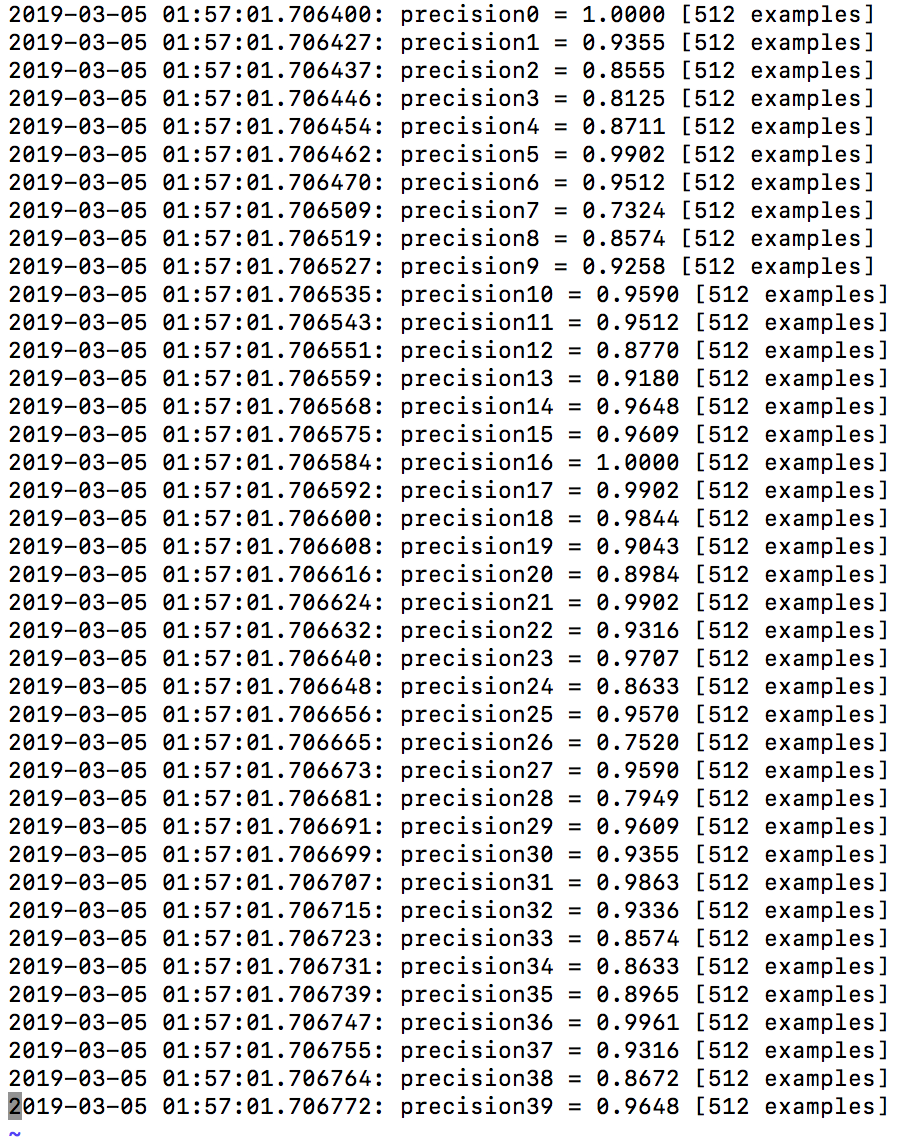 2019-03-05 01:57:01.706400: precision0 = 1.0000 [512 examples]
2019-03-05 01:57:01.706427: precision1 = 0.9355 [512 examples]
2019-03-05 01:57:01.706437: precision2 = 0.8555 [512 examples]
2019-03-05 01:57:01.706446: precision3 = 0.8125 [512 examples]
2019-03-05 01:57:01.706454: precision4 = 0.8711 [512 examples]
2019-03-05 01:57:01.706462: precision5 = 0.9902 [512 examples]
2019-03-05 01:57:01.706470: precision6 = 0.9512 [512 examples]
2019-03-05 01:57:01.706509: precision7 = 0.7324 [512 examples]
2019-03-05 01:57:01.706519: precision8 = 0.8574 [512 examples]
2019-03-05 01:57:01.706527: precision9 = 0.9258 [512 examples]
2019-03-05 01:57:01.706535: precision10 = 0.9590 [512 examples]
2019-03-05 01:57:01.706543: precision11 = 0.9512 [512 examples]
2019-03-05 01:57:01.706551: precision12 = 0.8770 [512 examples]
2019-03-05 01:57:01.706559: precision13 = 0.9180 [512 examples]
2019-03-05 01:57:01.706568: precision14 = 0.9648 [512 examples]
2019-03-05 01:57:01.706575: precision15 = 0.9609 [512 examples]
2019-03-05 01:57:01.706584: precision16 = 1.0000 [512 examples]
2019-03-05 01:57:01.706592: precision17 = 0.9902 [512 examples]
2019-03-05 01:57:01.706600: precision18 = 0.9844 [512 examples]
2019-03-05 01:57:01.706608: precision19 = 0.9043 [512 examples]
2019-03-05 01:57:01.706616: precision20 = 0.8984 [512 examples]
2019-03-05 01:57:01.706624: precision21 = 0.9902 [512 examples]
2019-03-05 01:57:01.706632: precision22 = 0.9316 [512 examples]
2019-03-05 01:57:01.706640: precision23 = 0.9707 [512 examples]
2019-03-05 01:57:01.706648: precision24 = 0.8633 [512 examples]
2019-03-05 01:57:01.706656: precision25 = 0.9570 [512 examples]
2019-03-05 01:57:01.706665: precision26 = 0.7520 [512 examples]
2019-03-05 01:57:01.706673: precision27 = 0.9590 [512 examples]
2019-03-05 01:57:01.706681: precision28 = 0.7949 [512 examples]
2019-03-05 01:57:01.706691: precision29 = 0.9609 [512 examples]
2019-03-05 01:57:01.706699: precision30 = 0.9355 [512 examples]
2019-03-05 01:57:01.706707: precision31 = 0.9863 [512 examples]
2019-03-05 01:57:01.706715: precision32 = 0.9336 [512 examples]
2019-03-05 01:57:01.706723: precision33 = 0.8574 [512 examples]
2019-03-05 01:57:01.706731: precision34 = 0.8633 [512 examples]
2019-03-05 01:57:01.706739: precision35 = 0.8965 [512 examples]
2019-03-05 01:57:01.706747: precision36 = 0.9961 [512 examples]
2019-03-05 01:57:01.706755: precision37 = 0.9316 [512 examples]
2019-03-05 01:57:01.706764: precision38 = 0.8672 [512 examples]
2019-03-05 01:57:01.706772: precision39 = 0.9648 [512 examples]
~